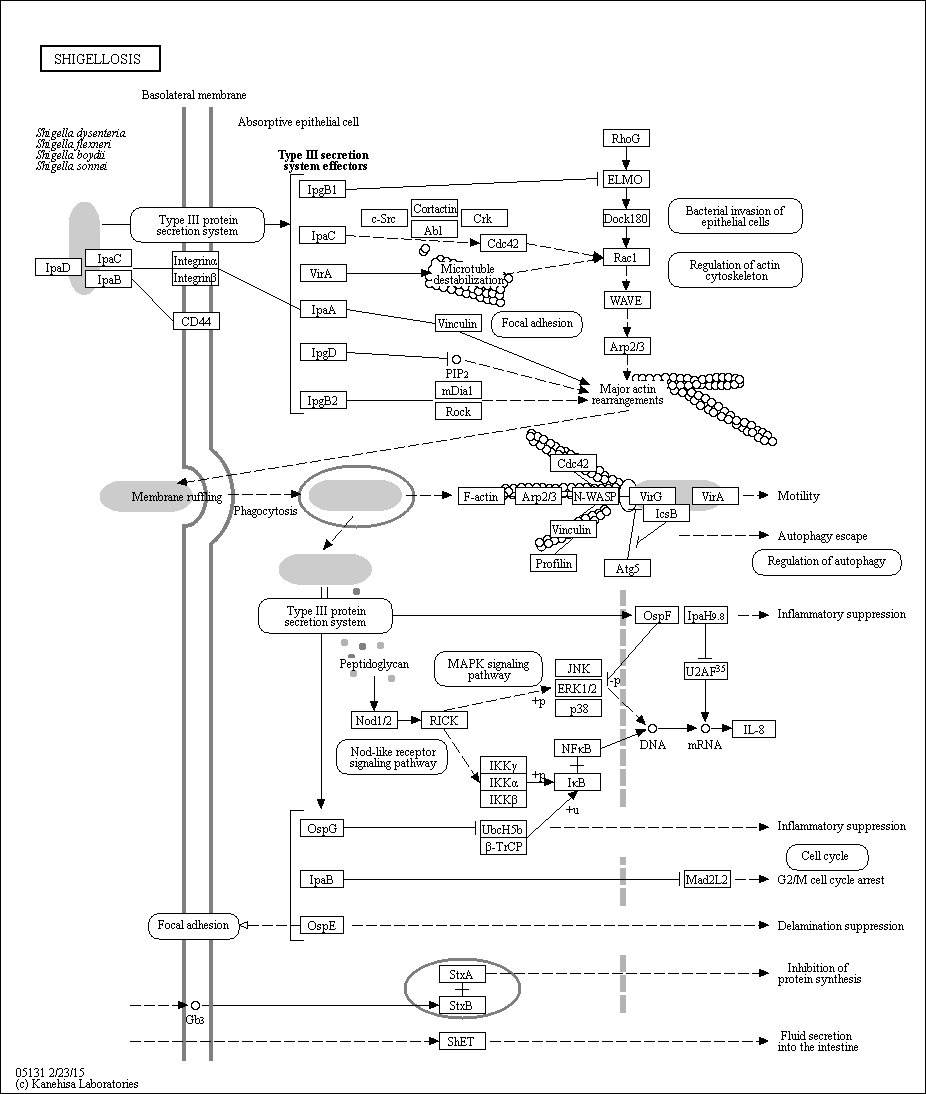 SHIGELLOSIS
Basolateral membrane
Absorptive epithelial cell
Shigella dysenteria
Shigella flexneri
Shigella boydii
Shigella sonnei
Type III secretion
system effectors
RhoG
IpgB1
ELMO
Type III protein
secretion system
c-Src
Cortactin
Crk
Abl
Dock180
Bacterial invasion of
epithelial cells
IpaC
Cdc42
Rac1
Regulation of actin
cytoskeleton
IpaD
IpaC
IpaB
Integrinα
Integrinβ
VirA
Microtuble
destabilization
WAVE
CD44
IpaA
Vinculin
Focal adhesion
Arp2/3
IpgD
PIP2
Major actin
rearrangements
IpgB2
mDia1
Rock
Cdc42
Membrane ruffling
Phagocytosis
F-actin
Arp2/3
N-WASP
VirG
VirA
Motility
IcsB
Vinculin
Autophagy escape
Profilin
Atg5
Regulation of autophagy
Type III protein
secretion system
OspF
IpaH9.8
Inflammatory suppression
Peptidoglycan
MAPK signaling
pathway
JNK
ERK1/2
p38
-p
+p
U2AF35
Nod1/2
RICK
DNA
mRNA
IL-8
Nod-like receptor
signaling pathway
NFκB
IKKγ
IKKα
IKKβ
+p
IκB
+u
OspG
UbcH5b
β-TrCP
Inflammatory suppression
Cell cycle
IpaB
Mad2L2
G2/M cell cycle arrest
Focal adhesion
OspE
Delamination suppression
StxA
StxB
Inhibition of
protein synthesis
Gb3
ShET
Fluid secretion
into the intestine
05131 2/23/15
(c) Kanehisa Laboratories